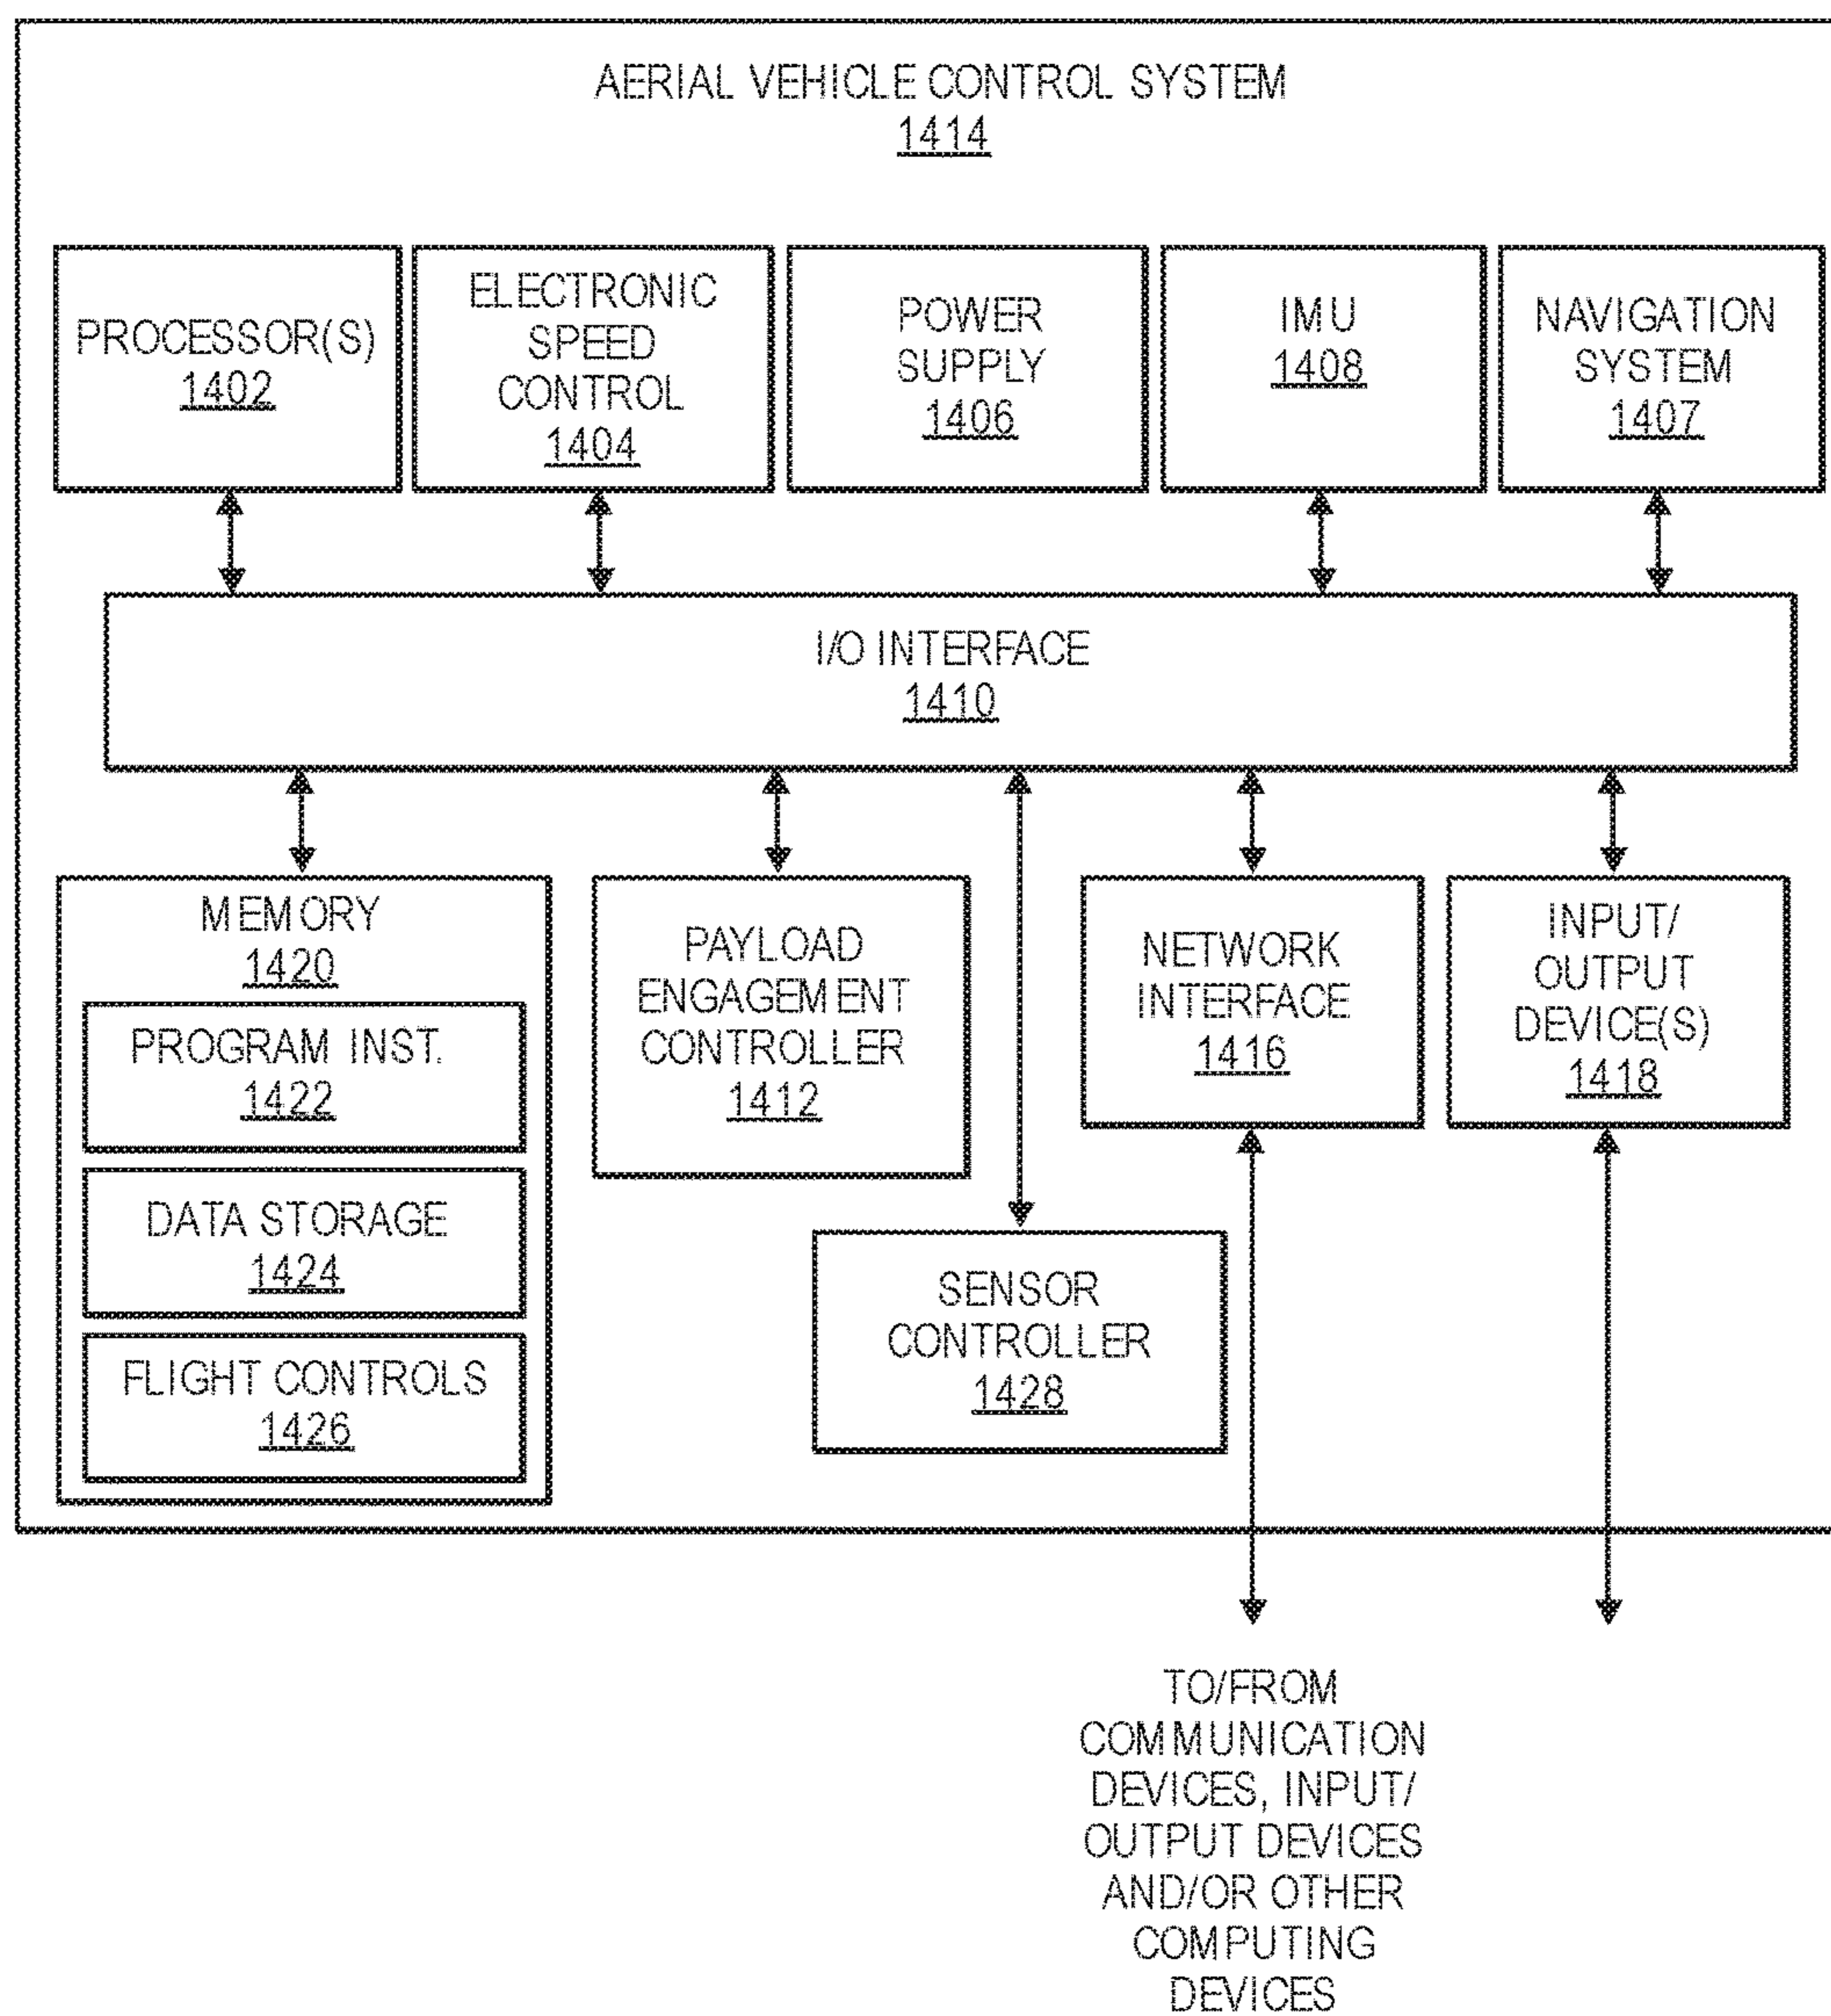 AERIAL VEHICLE CONTROL SYSTEM
1414
PROCESSOR(S)
1402
ELECTRONIC
SPEED
CONTROL
1404
POWER
SUPPLY
1406
IMU
1408
NAVIGATION
SYSTEM
1407
I/O INTERFACE
1410
MEMORY
1420
PROGRAM INST.
1422
DATA STORAGE
1424
FLIGHT CONTROLS
1426
PAYLOAD
ENGAGEMENT
CONTROLLER
1412
SENSOR
CONTROLLER
1428
NETWORK
INTERFACE
1416
INPUT/
OUTPUT
DEVICE(S)
1418
TO/FROM
COMMUNICATION
DEVICES, INPUT/
OUTPUT DEVICES
AND/OR OTHER
COMPUTING
DEVICES